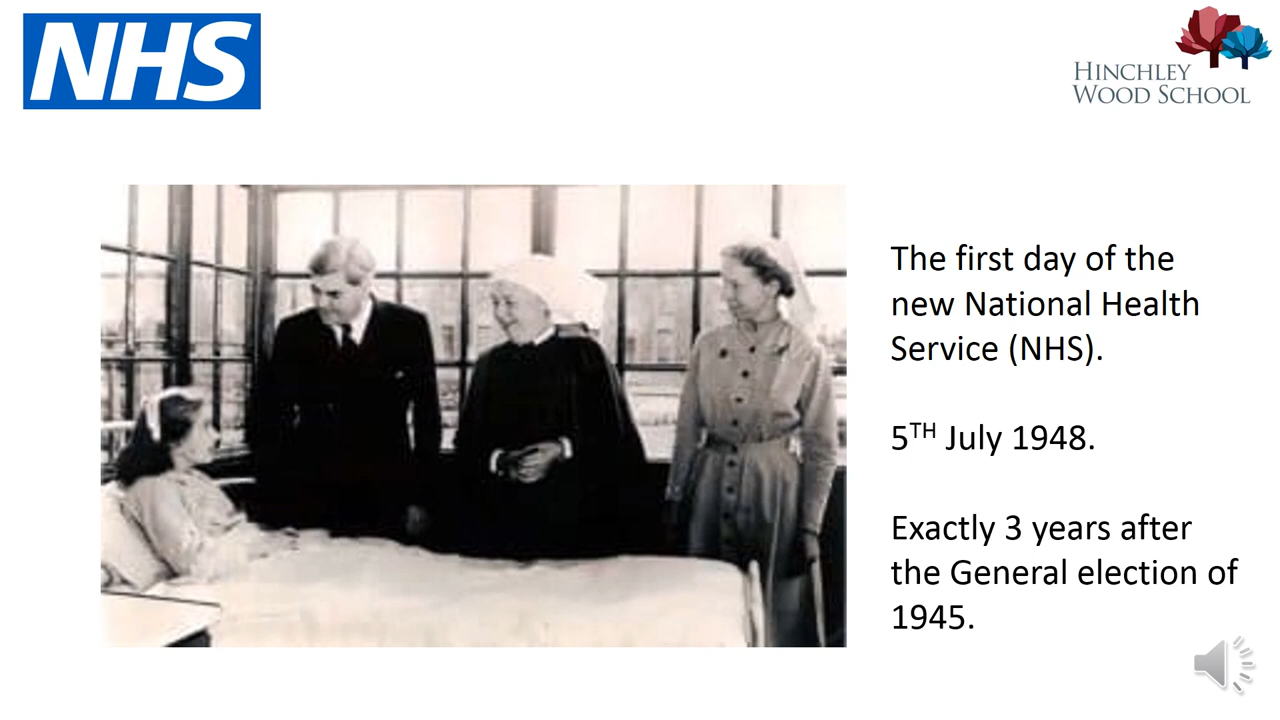 NHS
HINCHLEY
WOOD SCHOOL
The first day of the
new National Health
Service (NHS).
5TH July 1948.
Exactly 3 years after
the General election of
1945.